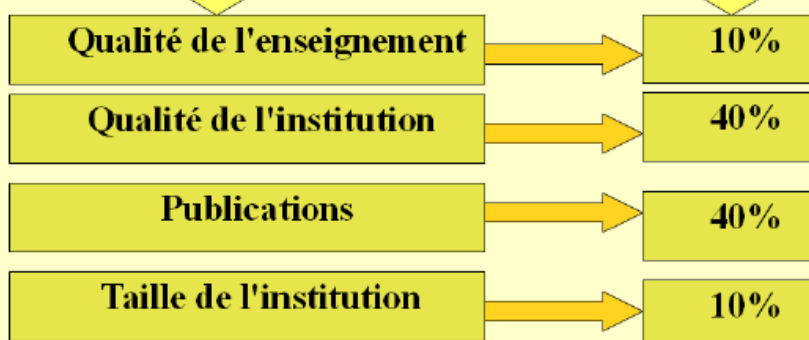 Qualité de l'enseignement 10%
Qualité de l'institution 40%
Publications 40%
Taille de l'institution 10%